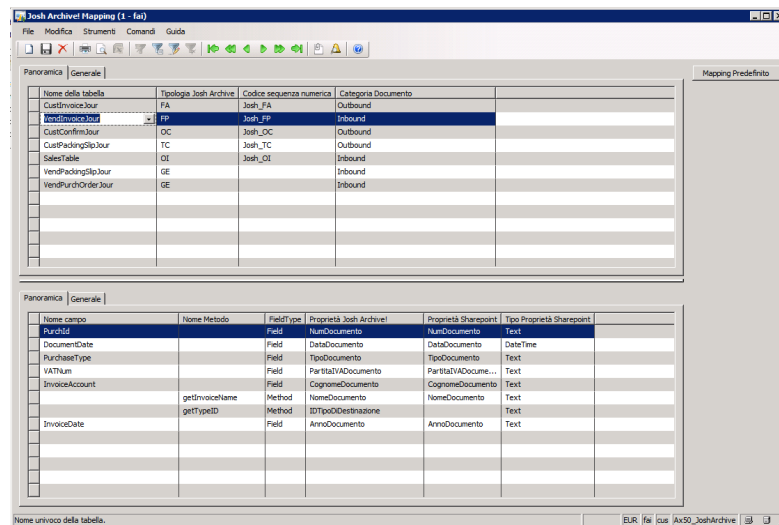 Josh Archive! Mapping (1 - fai)
File Modifica Strumenti Comandi Guida
Panoramica Generale
Mapping Predefinito
Nome della tabella Tipologia Josh Archive Codice sequenza numerica Categoria Documento
CustInvoiceJour FA Josh_FA Outbound
VendInvoiceJour FP Josh_FP Inbound
CustConfirmJour OC Josh_OC Outbound
CustPackingSlipJour TC Josh_TC Outbound
SalesTable OI Josh_OI Inbound
VendPackingSlipJour GE Inbound
VendPurchOrderJour GE Inbound
Panoramica Generale
Nome campo Nome Metodo FieldType Proprietà Josh Archive! Proprietà Sharepoint Tipo Proprietà Sharepoint
PurchId Field NumDocumento NumDocumento Text
DocumentDate Field DataDocumento DataDocumento DateTime
PurchaseType Field TipoDocumento TipoDocumento Text
VATNum Field PartitaIVADocumento PartitaIVADocume... Text
InvoiceAccount Field CognomeDocumento CognomeDocumento Text
getInvoiceName Method NomeDocumento NomeDocumento Text
getTypeID Method IDTipoDiDestinazione Text
InvoiceDate Field AnnoDocumento AnnoDocumento Text
Nome univoco della tabella. EUR fai cus Ax50_JoshArchive